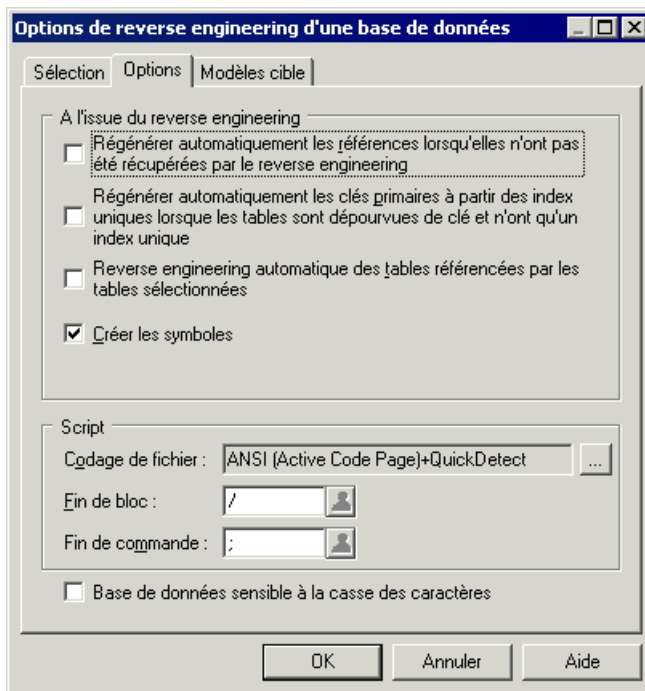 Options de reverse engineering d'une base de données
Sélection
Options
Modèles cible
A l'issue du reverse engineering
Régénérer automatiquement les références lorsqu'elles n'ont pas
été récupérées par le reverse engineering
Régénérer automatiquement les clés primaires à partir des index
uniques lorsque les tables sont dépourvues de clé et n'ont qu'un
index unique
Reverse engineering automatique des tables référencées par les
tables sélectionnées
Créer les symboles
Script
Codage de fichier :
ANSI (Active Code Page)+QuickDetect
...
Fin de bloc :
/
Fin de commande :
;
Base de données sensible à la casse des caractères
OK
Annuler
Aide